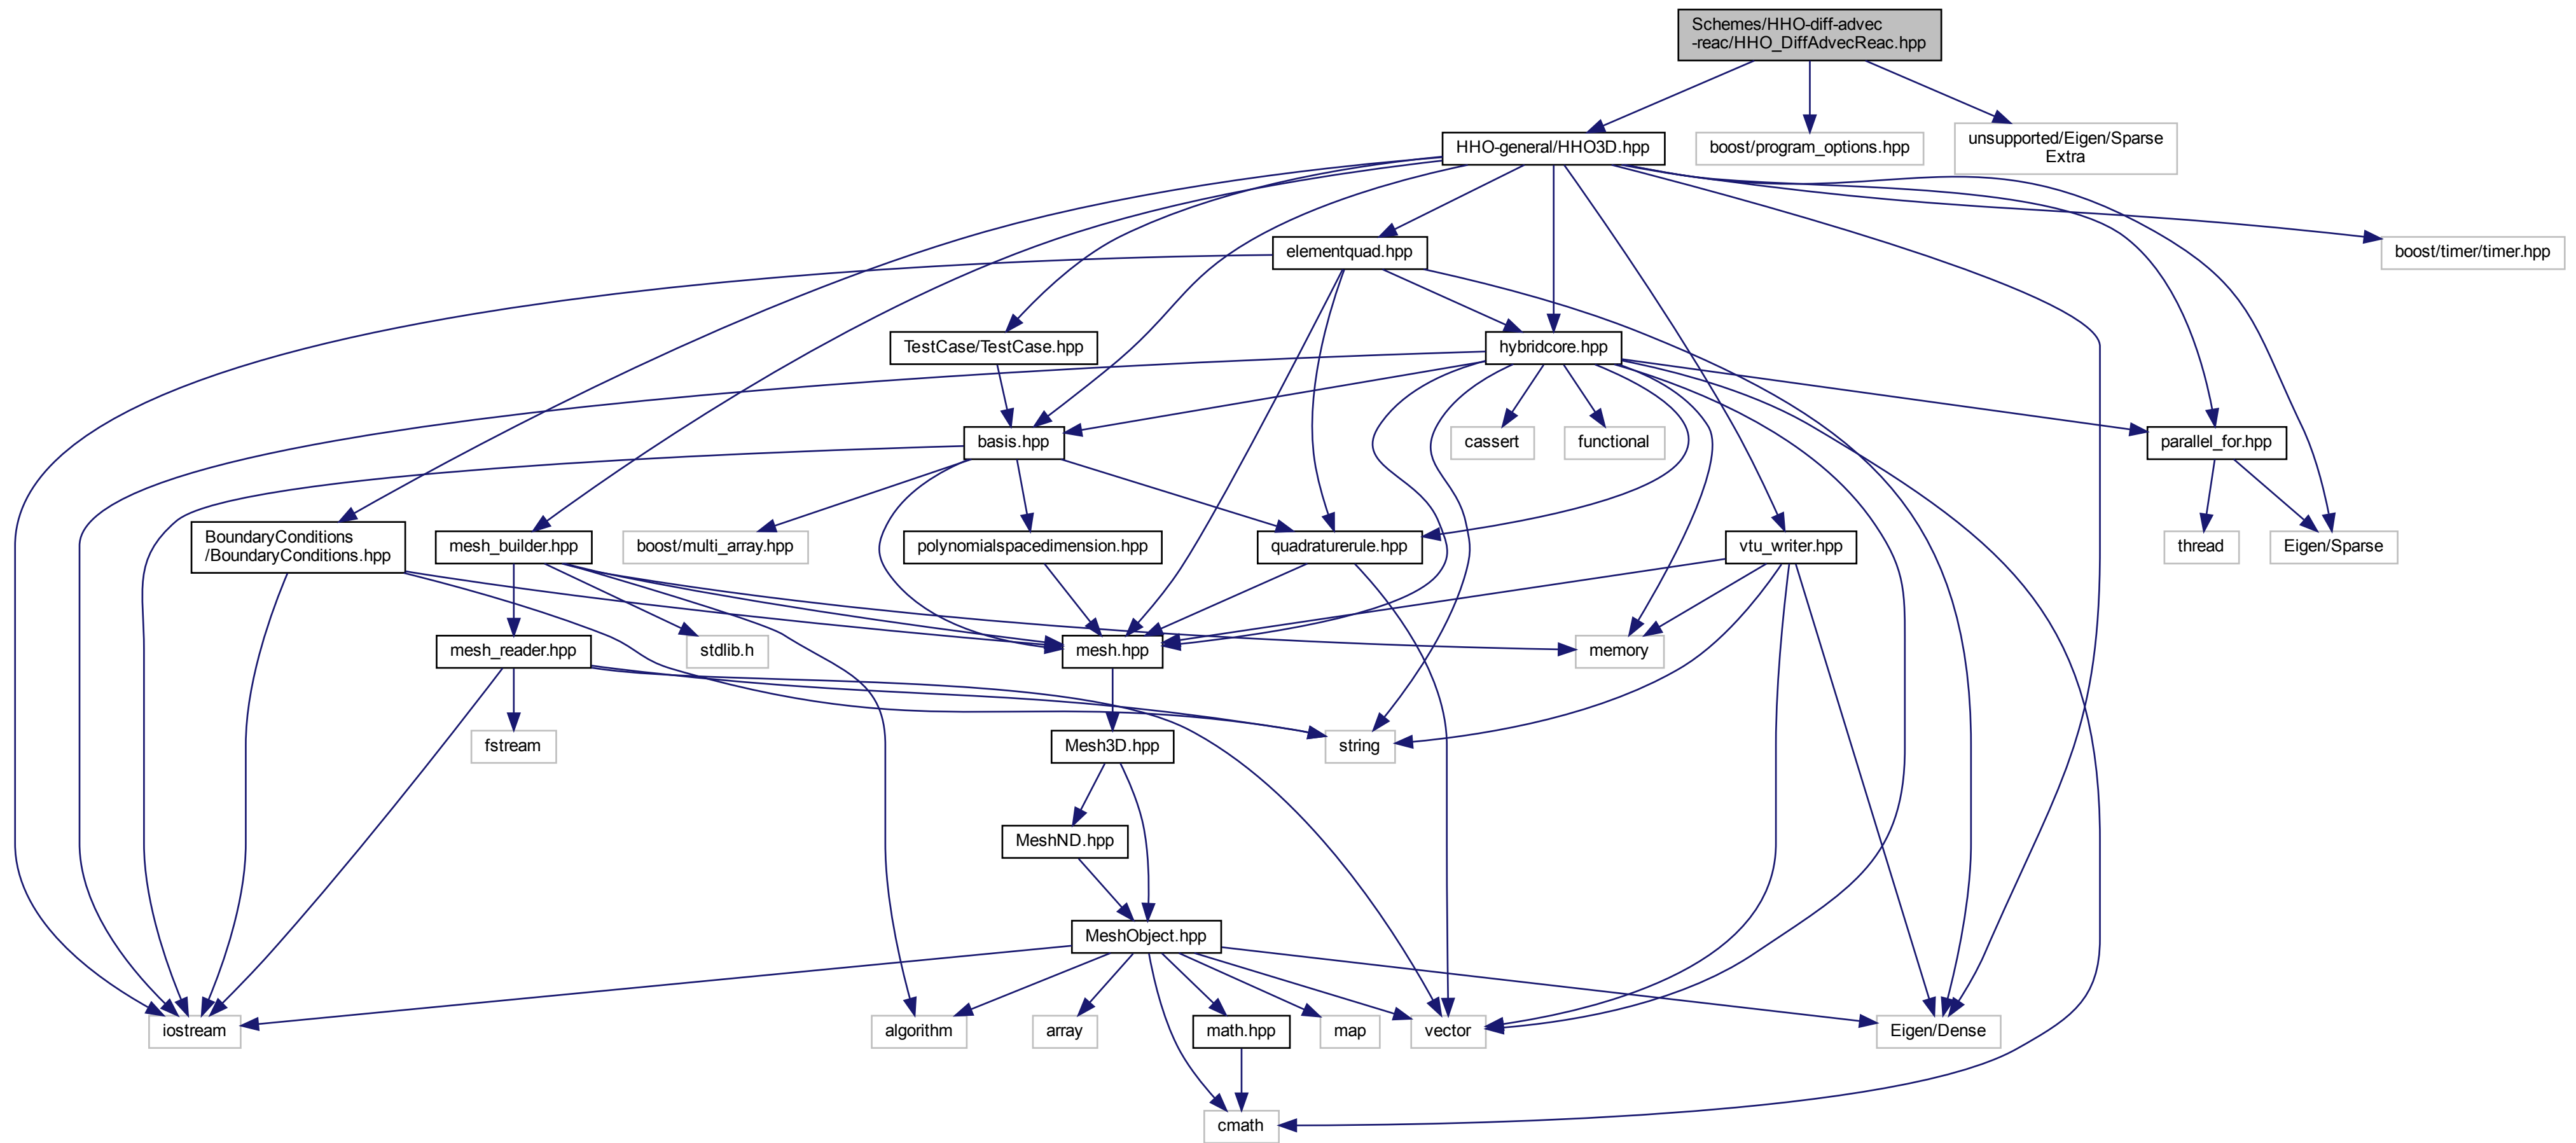 Schemes/HHO-diff-advec
-reac/HHO_DiffAdvecReac.hpp
HHO-general/HHO3D.hpp
boost/program_options.hpp
unsupported/Eigen/Sparse
Extra
elementquad.hpp
boost/timer/timer.hpp
TestCase/TestCase.hpp
hybridcore.hpp
basis.hpp
cassert
functional
parallel_for.hpp
BoundaryConditions
/BoundaryConditions.hpp
mesh_builder.hpp
boost/multi_array.hpp
polynomialspacedimension.hpp
quadraturerule.hpp
vtu_writer.hpp
thread
Eigen/Sparse
mesh_reader.hpp
stdlib.h
mesh.hpp
memory
fstream
Mesh3D.hpp
string
MeshND.hpp
MeshObject.hpp
iostream
algorithm
array
math.hpp
map
vector
Eigen/Dense
cmath